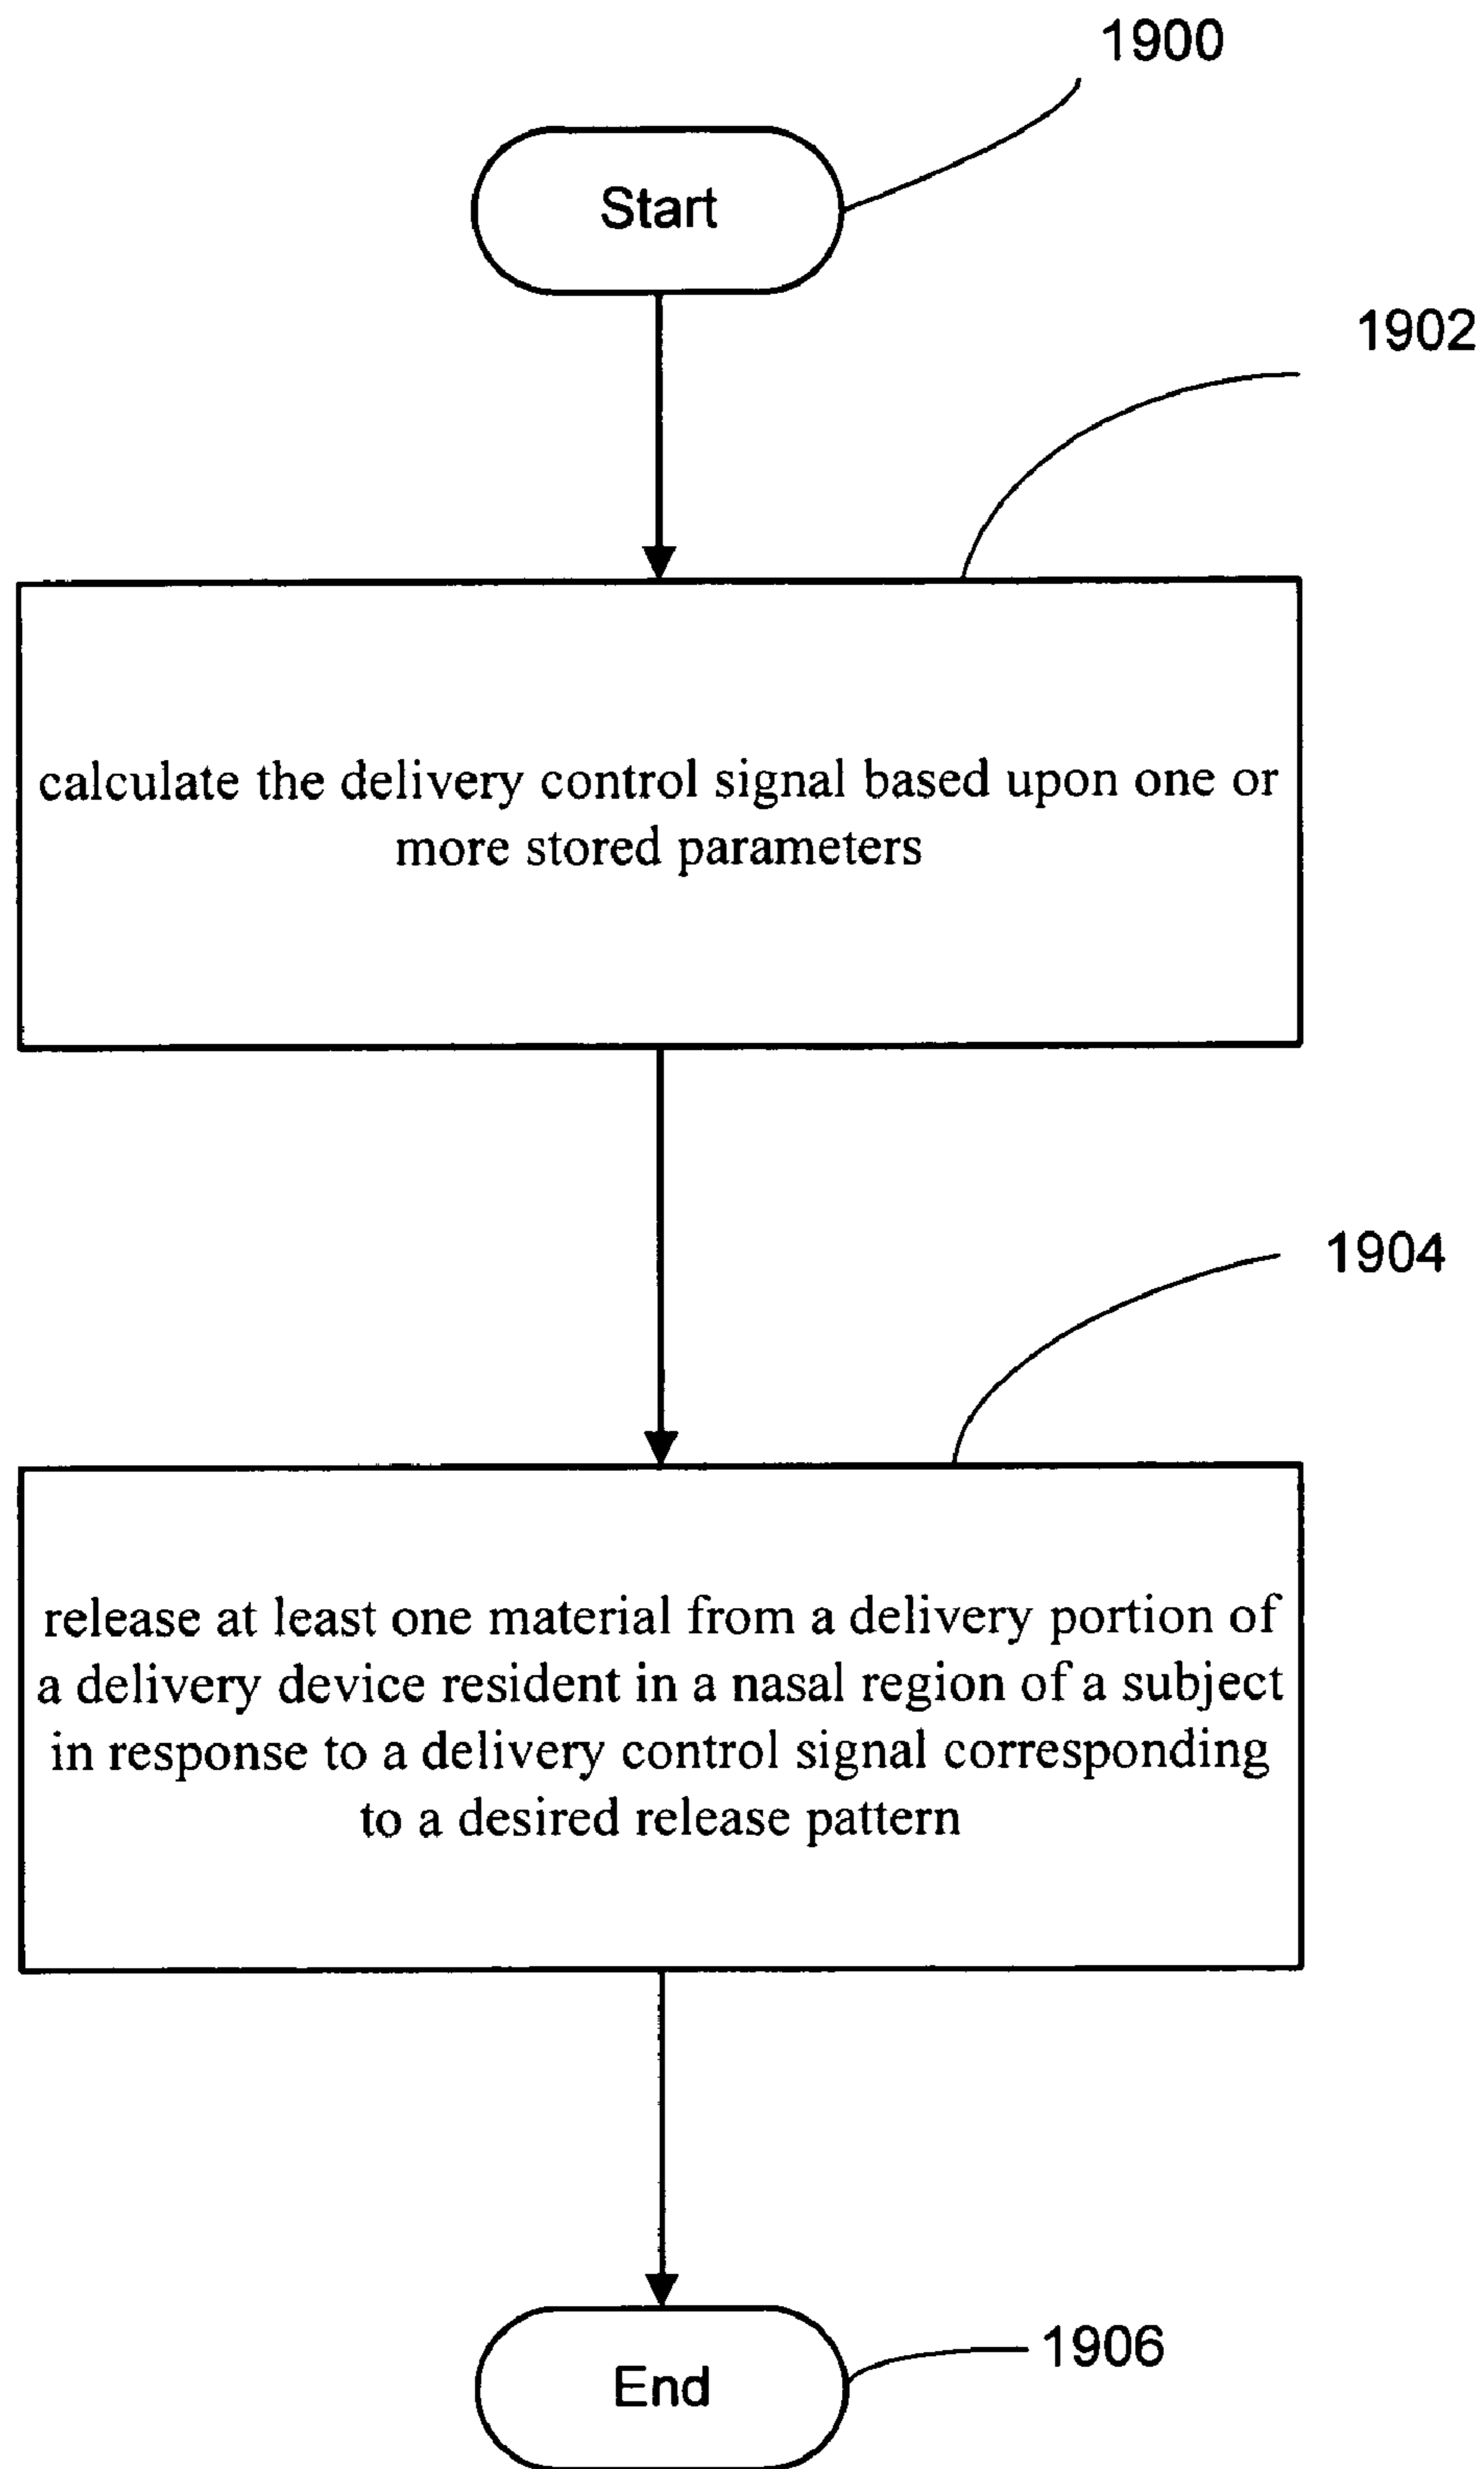 1900
Start
1902
calculate the delivery control signal based upon one or
more stored parameters
1904
release at least one material from a delivery portion of
a delivery device resident in a nasal region of a subject
in response to a delivery control signal corresponding
to a desired release pattern
1906
End